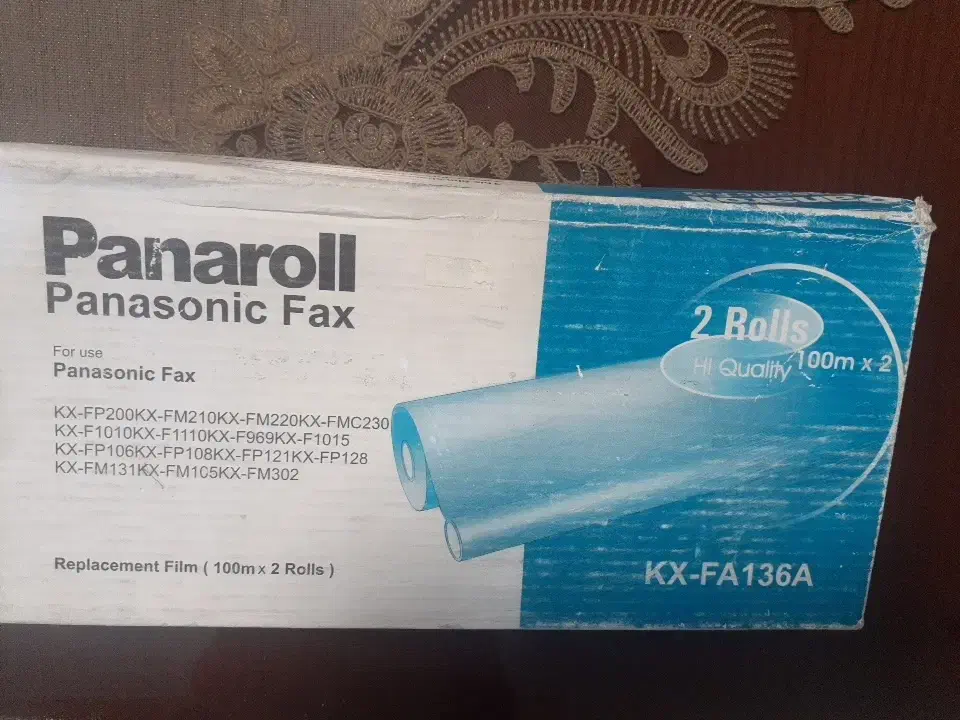 Panaroll
Panasonic Fax
For use
Panasonic Fax
KX-FP200KX-FM210KX-FM220KX-FMC230
KX-F1010KX-F1110KX-F969KX-F1015
KX-FP106KX-FP108KX-FP121KX-FP128
KX-FM131KX-FM105KX-FM302
Replacement Film ( 100m x 2 Rolls )
2 Rolls
HI Quality
100m x 2
KX-FA136A